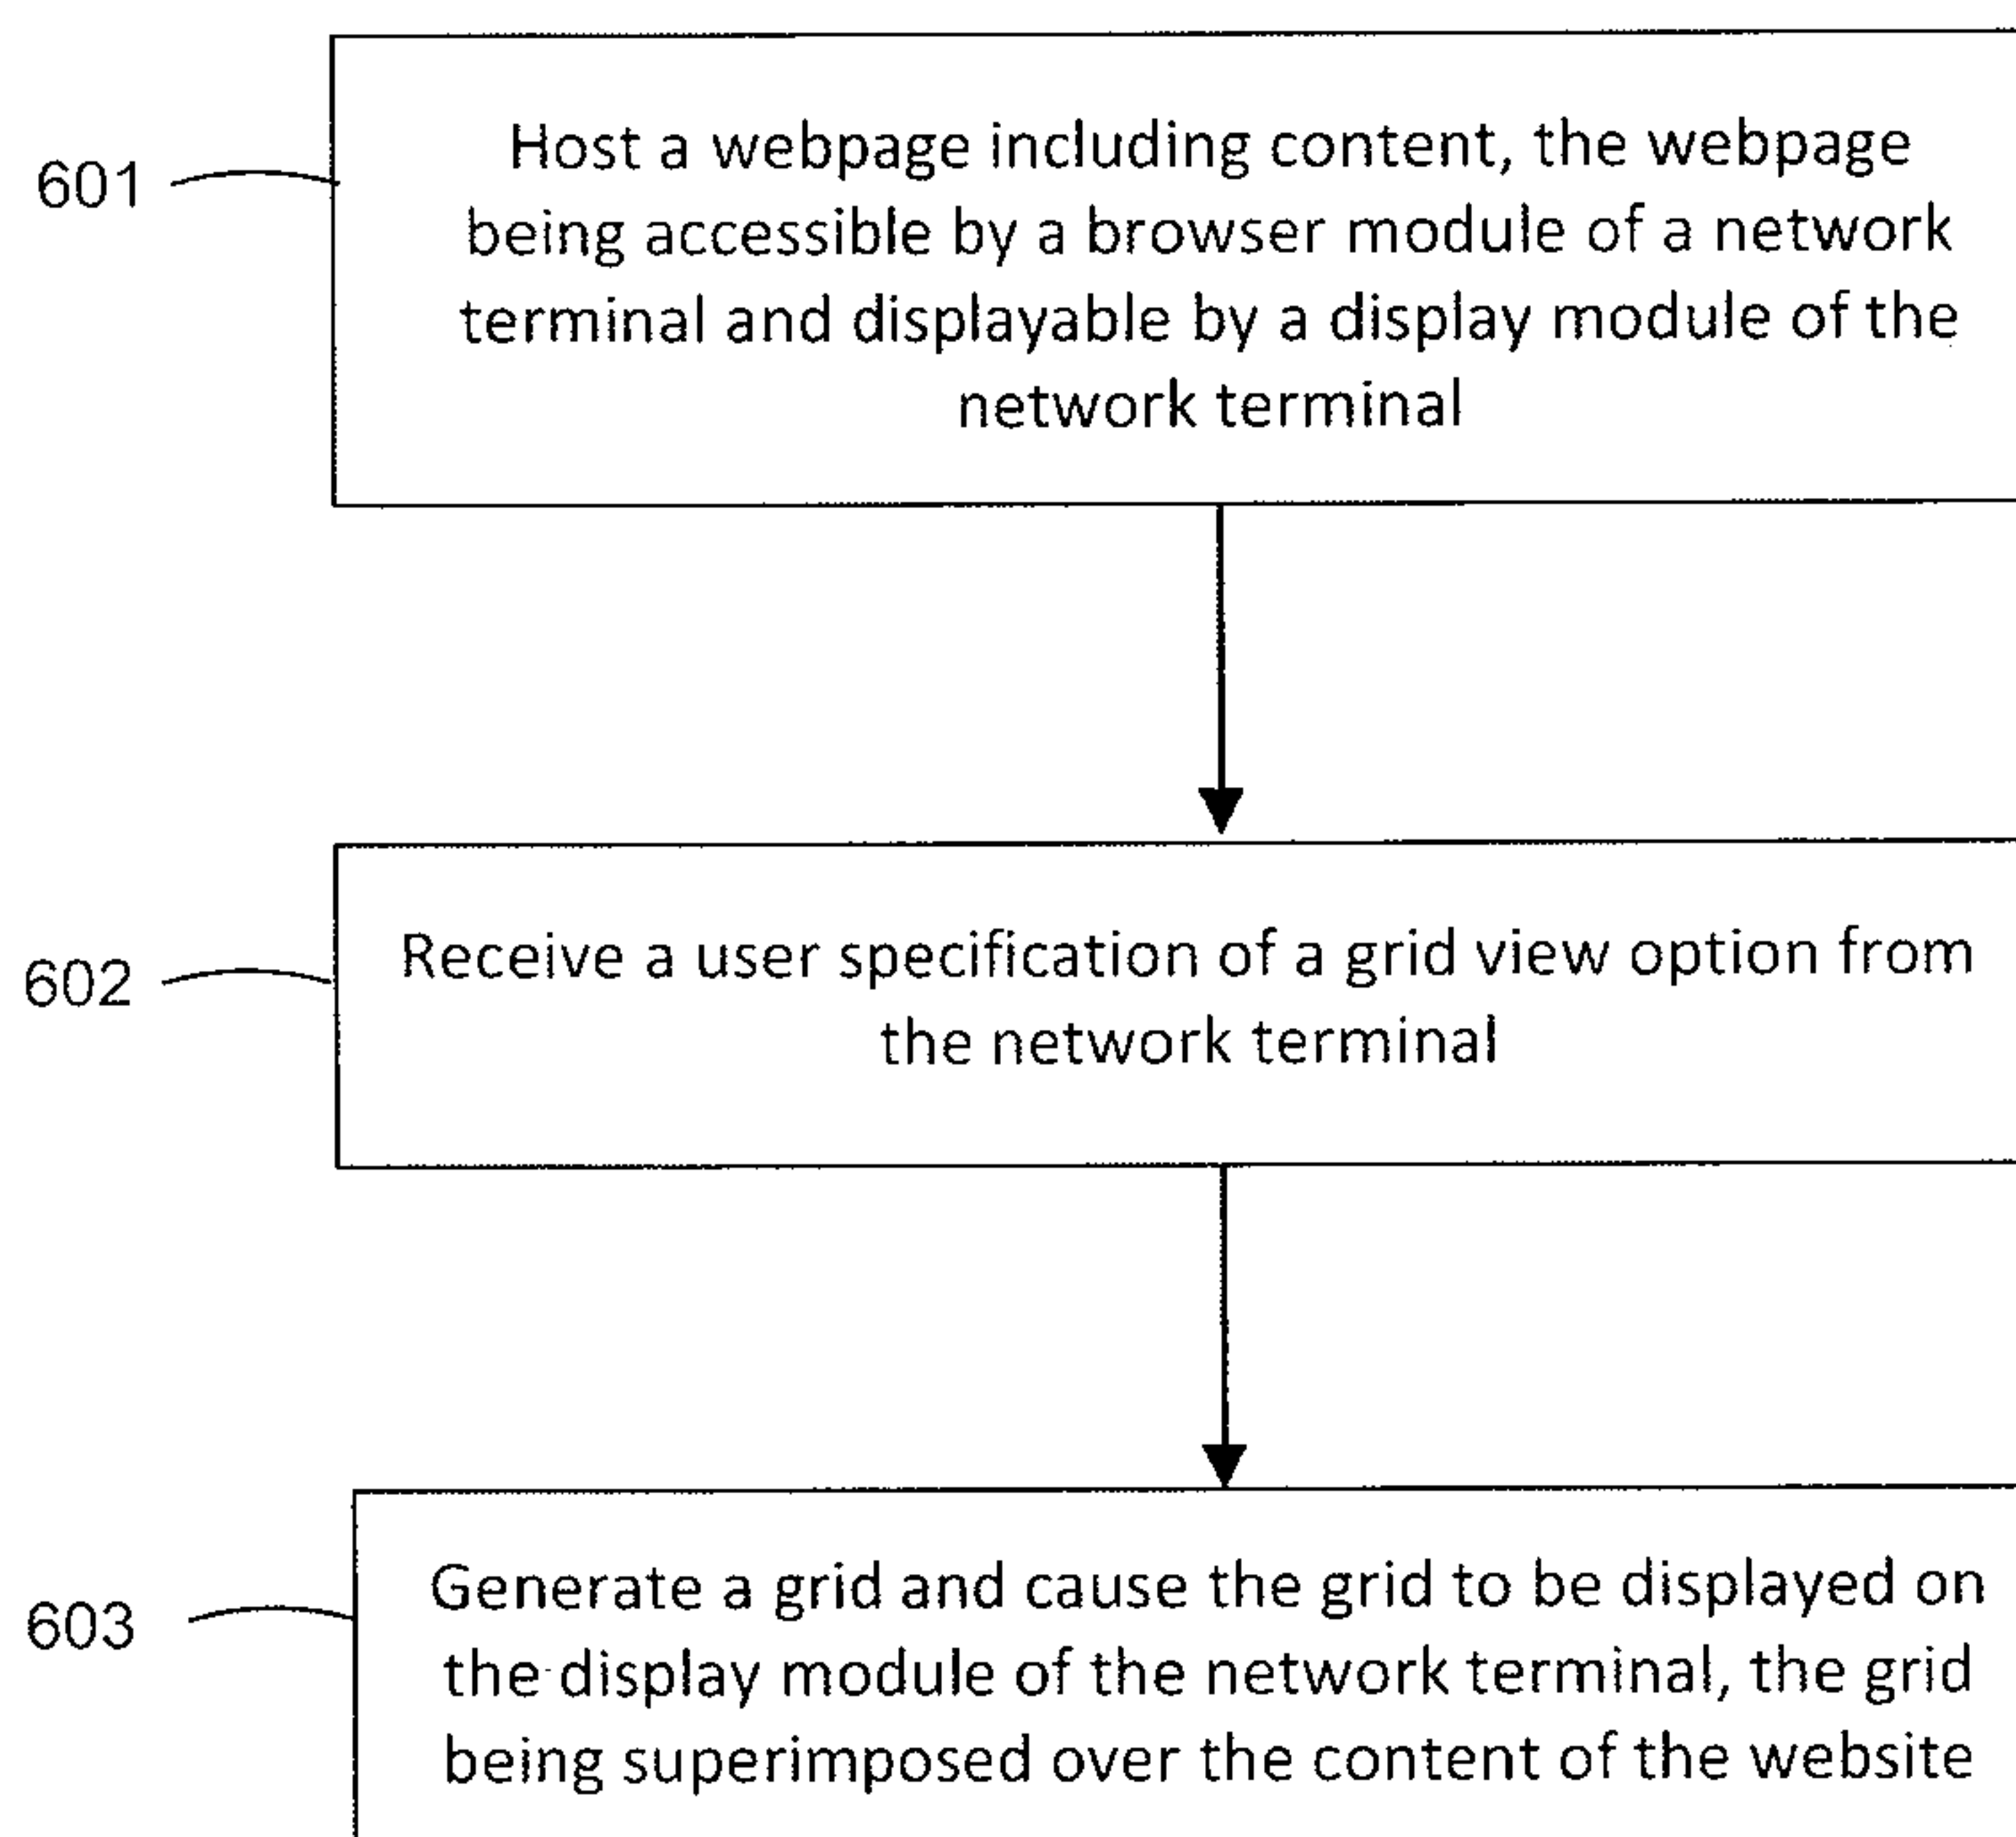 601
Host a webpage including content, the webpage
being accessible by a browser module of a network
terminal and displayable by a display module of the
network terminal
602
Receive a user specification of a grid view option from
the network terminal
603
Generate a grid and cause the grid to be displayed on
the display module of the network terminal, the grid
being superimposed over the content of the website